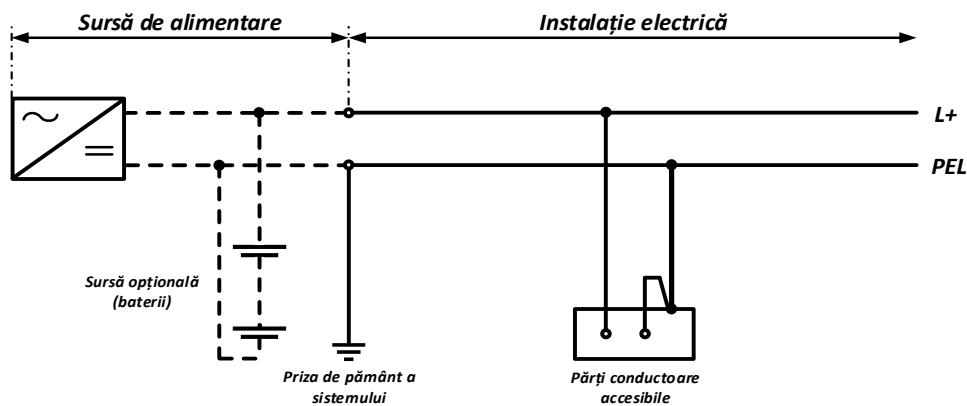 Sursă de alimentare
Instalație electrică
L+
PEL
Sursă opțională
(baterii)
Priza de pământ a
sistemului
Părți conductoare
accesibile